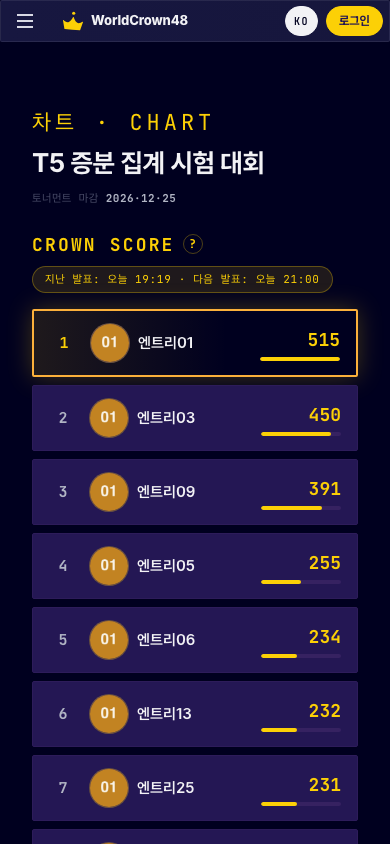 WorldCrown48
KO
로그인
차트 · CHART
T5 증분 집계 시험 대회
토너먼트 마감 2026·12·25
CROWN SCORE ?
지난 발표: 오늘 19:19 · 다음 발표: 오늘 21:00
1 01 엔트리01 515
2 01 엔트리03 450
3 01 엔트리09 391
4 01 엔트리05 255
5 01 엔트리06 234
6 01 엔트리13 232
7 01 엔트리25 231